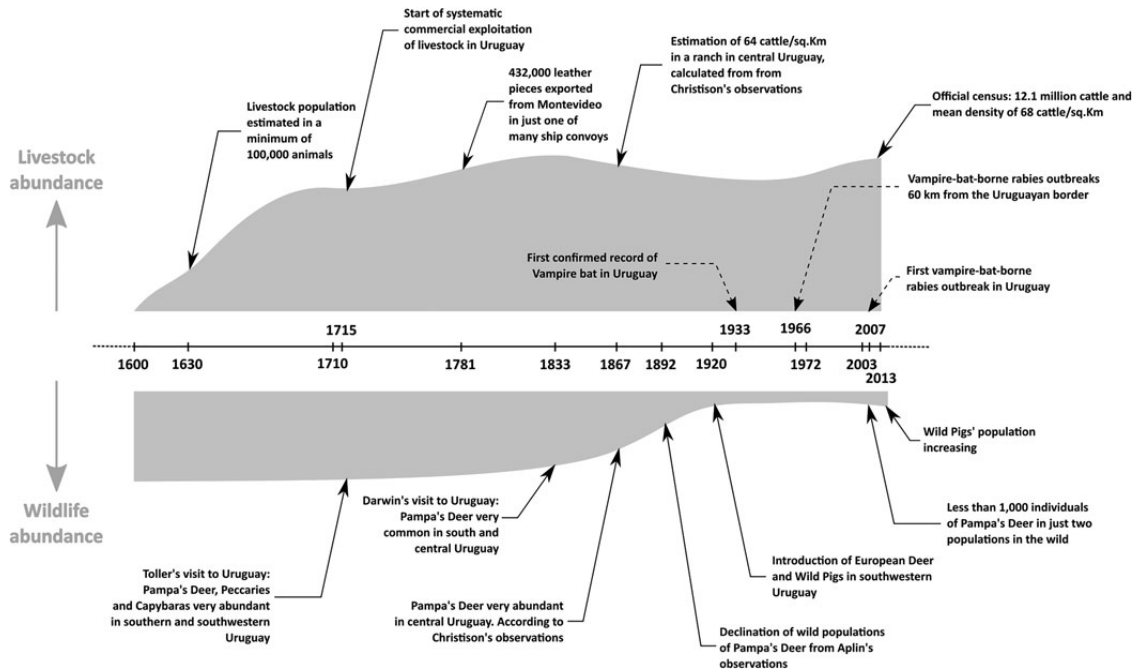 Start of systematic
commercial exploitation
of livestock in Uruguay
Estimation of 64 cattle/sq.Km
in a ranch in central Uruguay,
calculated from from
Christison's observations
432,000 leather
pieces exported
from Montevideo
in just one of
many ship convoys
Official census: 12.1 million cattle and
mean density of 68 cattle/sq.Km
Livestock population
estimated in a
minimum of
100,000 animals
Livestock
abundance
Vampire-bat-borne rabies outbreaks
60 km from the Uruguayan border
First confirmed record of
Vampire bat in Uruguay
First vampire-bat-borne
rabies outbreak in Uruguay
1715 1933 1966 2007
1600 1630 1710 1781 1833 1867 1892 1920 1972 2003
2013
Wild Pigs' population
increasing
Wildlife
abundance
Darwin's visit to Uruguay:
Pampa's Deer very
common in south and
central Uruguay
Less than 1,000 individuals
of Pampa's Deer in just two
populations in the wild
Toller's visit to Uruguay:
Pampa's Deer, Peccaries
and Capybaras very abundant
in southern and southwestern
Uruguay
Pampa's Deer very abundant
in central Uruguay. According to
Christison's observations
Introduction of European Deer
and Wild Pigs in southwestern
Uruguay
Declination of wild populations
of Pampa's Deer from Aplin's
observations